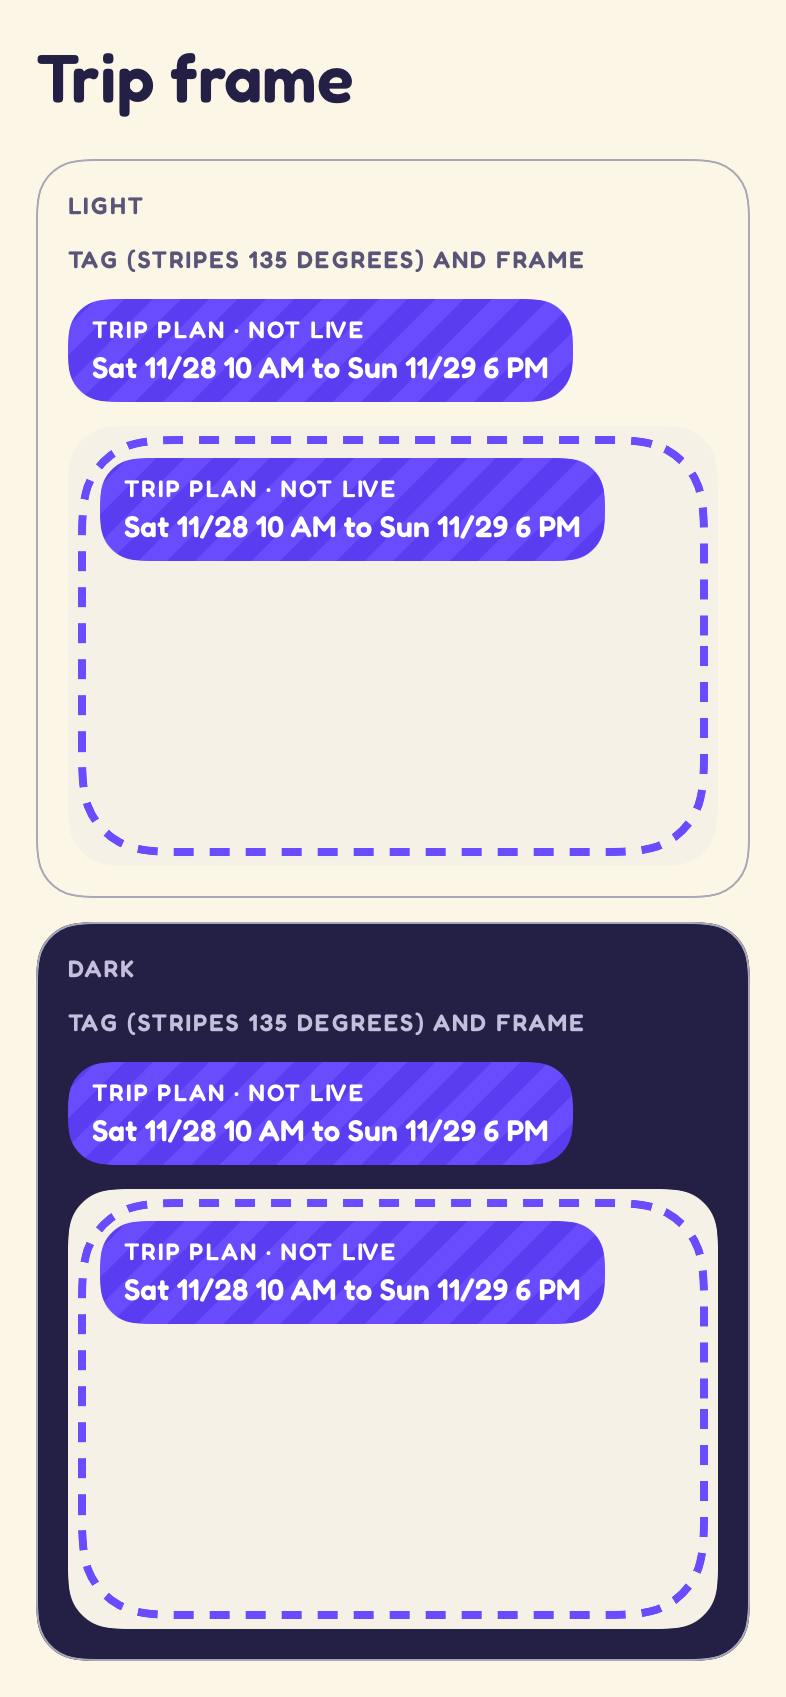 Trip frame
LIGHT
TAG (STRIPES 135 DEGREES) AND FRAME
TRIP PLAN · NOT LIVE
Sat 11/28 10 AM to Sun 11/29 6 PM
TRIP PLAN · NOT LIVE
Sat 11/28 10 AM to Sun 11/29 6 PM
DARK
TAG (STRIPES 135 DEGREES) AND FRAME
TRIP PLAN · NOT LIVE
Sat 11/28 10 AM to Sun 11/29 6 PM
TRIP PLAN · NOT LIVE
Sat 11/28 10 AM to Sun 11/29 6 PM